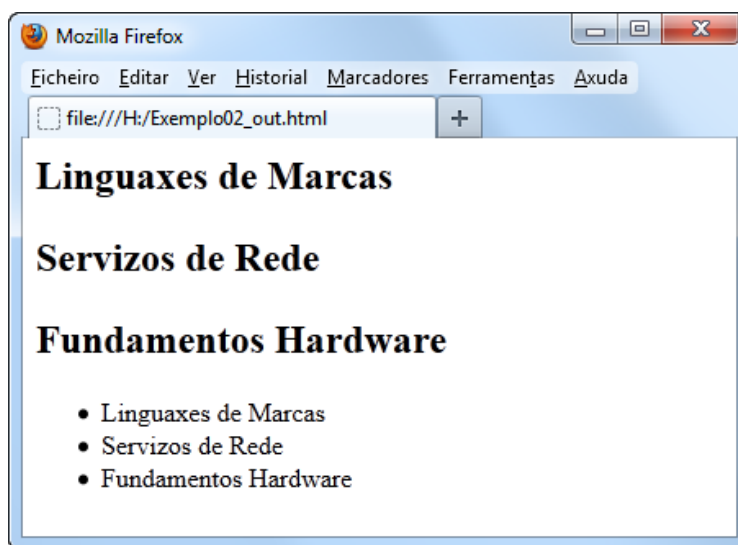 Mozilla Firefox
Ficheiro Editar Ver Historial Marcadores Ferramentas Axuda
file:///H:/Exemplo02_out.html
Linguaxes de Marcas
Servizos de Rede
Fundamentos Hardware
• Linguaxes de Marcas
• Servizos de Rede
• Fundamentos Hardware